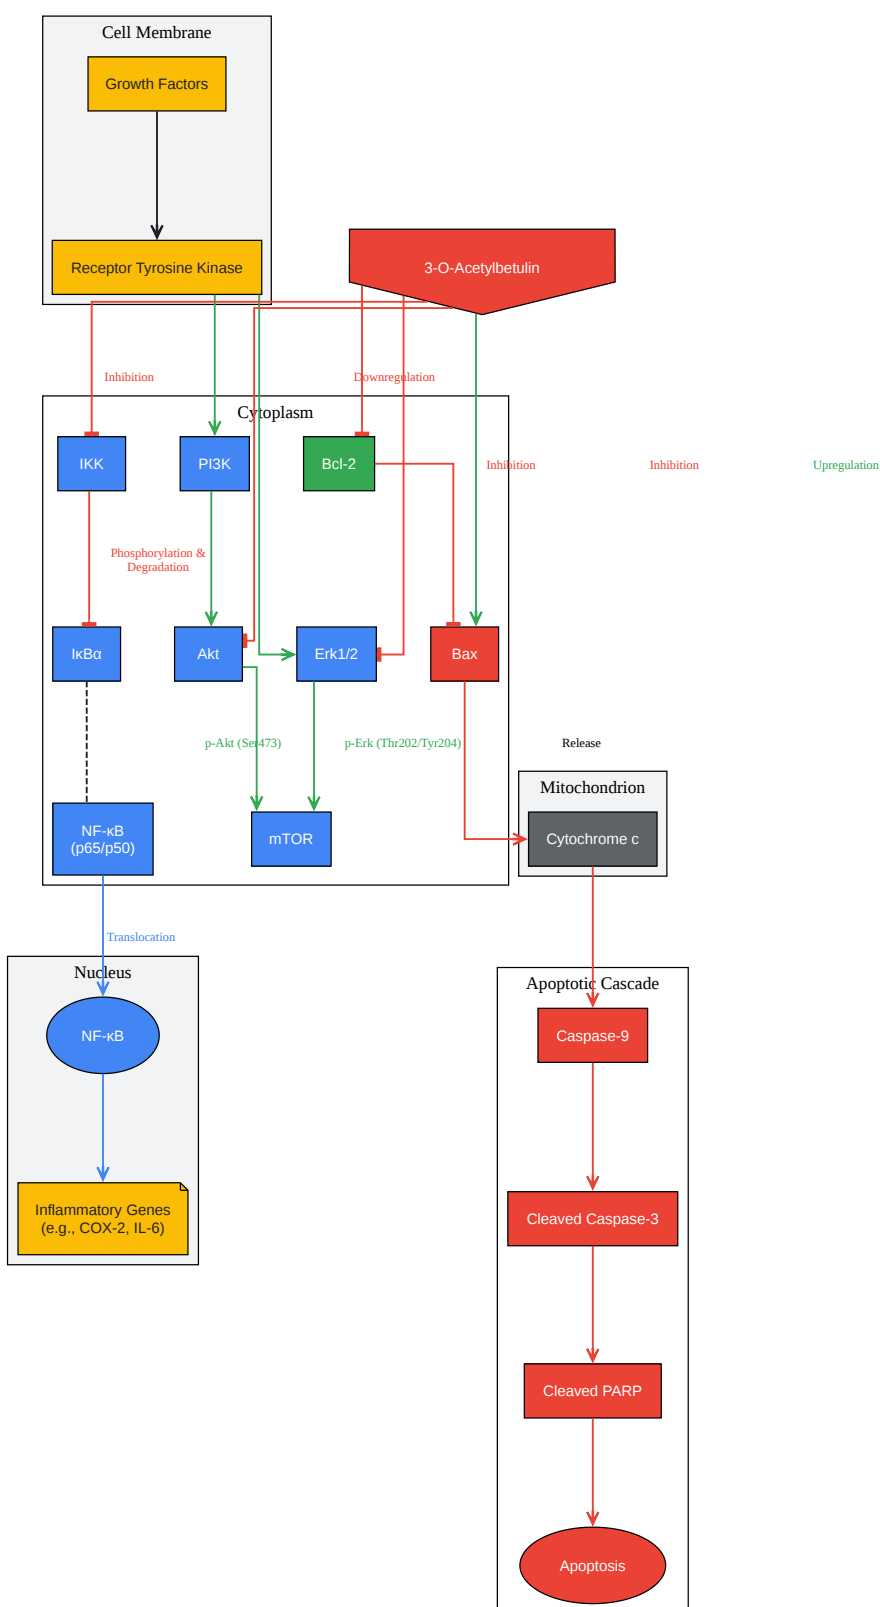 Cell Membrane
Growth Factors
Receptor Tyrosine Kinase
3-O-Acetylbetulin
Inhibition
Downregulation
Cytoplasm
IKK
PI3K
Bcl-2
Inhibition
Inhibition
Upregulation
Phosphorylation &
Degradation
IκBα
Akt
Erk1/2
Bax
p-Akt (Ser473)
p-Erk (Thr202/Tyr204)
Release
Mitochondrion
NF-κB
(p65/p50)
mTOR
Cytochrome c
Translocation
Nucleus
Apoptotic Cascade
NF-κB
Caspase-9
Inflammatory Genes
(e.g., COX-2, IL-6)
Cleaved Caspase-3
Cleaved PARP
Apoptosis